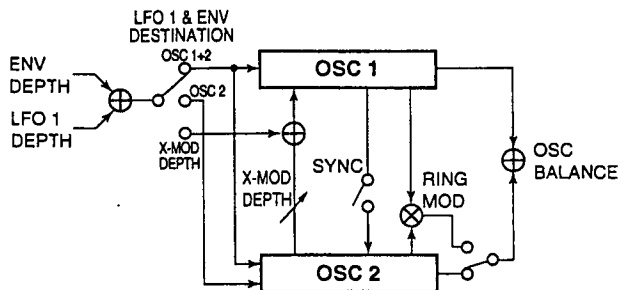 LFO 1 & ENV
DESTINATION
OSC 1+2
ENV
DEPTH
OSC 1
OSC 2
LFO 1
DEPTH
X-MOD
DEPTH
X-MOD
DEPTH
SYNC
RING
MOD
OSC
BALANCE
OSC 2